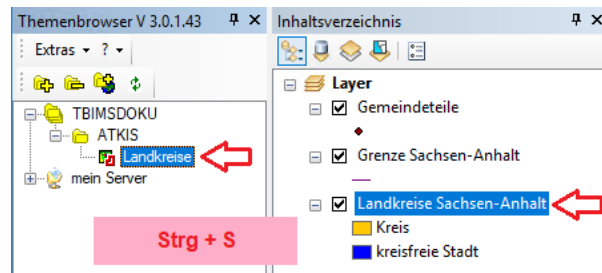 Themenbrowser V 3.0.1.43
Extras ?
TBIMSDOKU
ATKIS
Landkreise
mein Server
Strg + S
Inhaltsverzeichnis
Layer
Gemeindeteile
Grenze Sachsen-Anhalt
Landkreise Sachsen-Anhalt
Kreis
kreisfreie Stadt